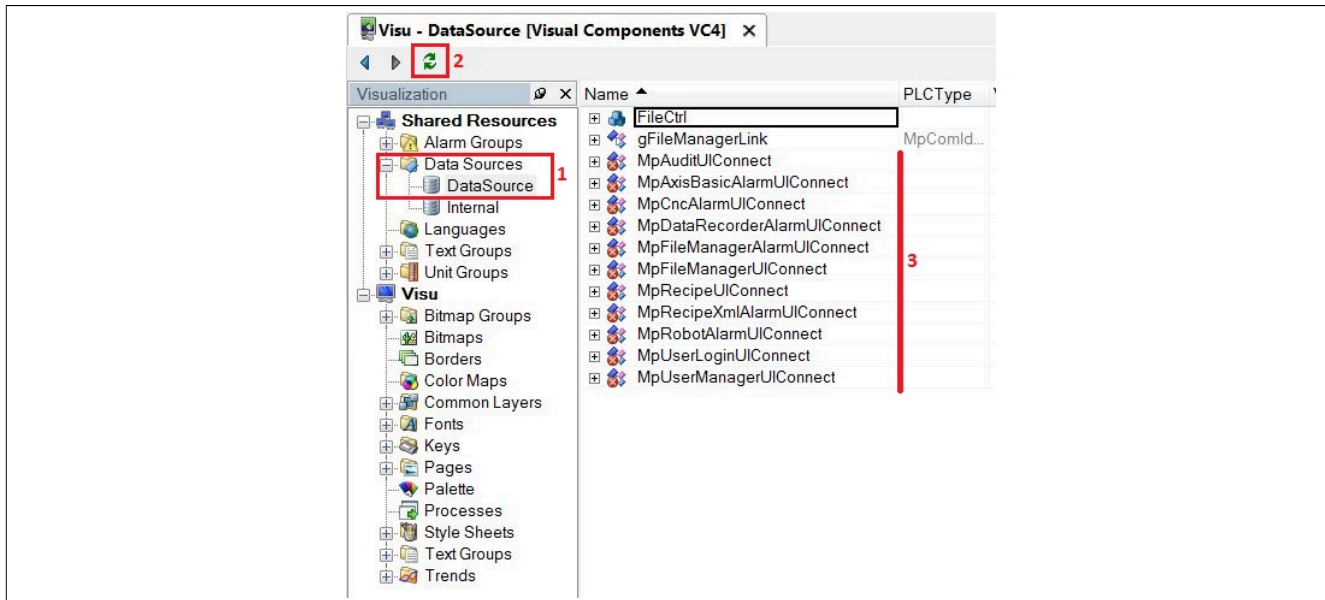 Visu - DataSource [Visual Components VC4] X
2
Visualization
Shared Resources
Alarm Groups
Data Sources
1
DataSource
Internal
Languages
Text Groups
Unit Groups
Visu
Bitmap Groups
Bitmaps
Borders
Color Maps
Common Layers
Fonts
Keys
Pages
Palette
Processes
Style Sheets
Text Groups
Trends
Name PLCType
FileCtrl
gFileManagerLink MpComId...
MpAuditUIConnect
MpAxisBasicAlarmUIConnect
MpCncAlarmUIConnect
MpDataRecorderAlarmUIConnect
MpFileManagerAlarmUIConnect
MpFileManagerUIConnect
3
MpRecipeUIConnect
MpRecipeXmlAlarmUIConnect
MpRobotAlarmUIConnect
MpUserLoginUIConnect
MpUserManagerUIConnect